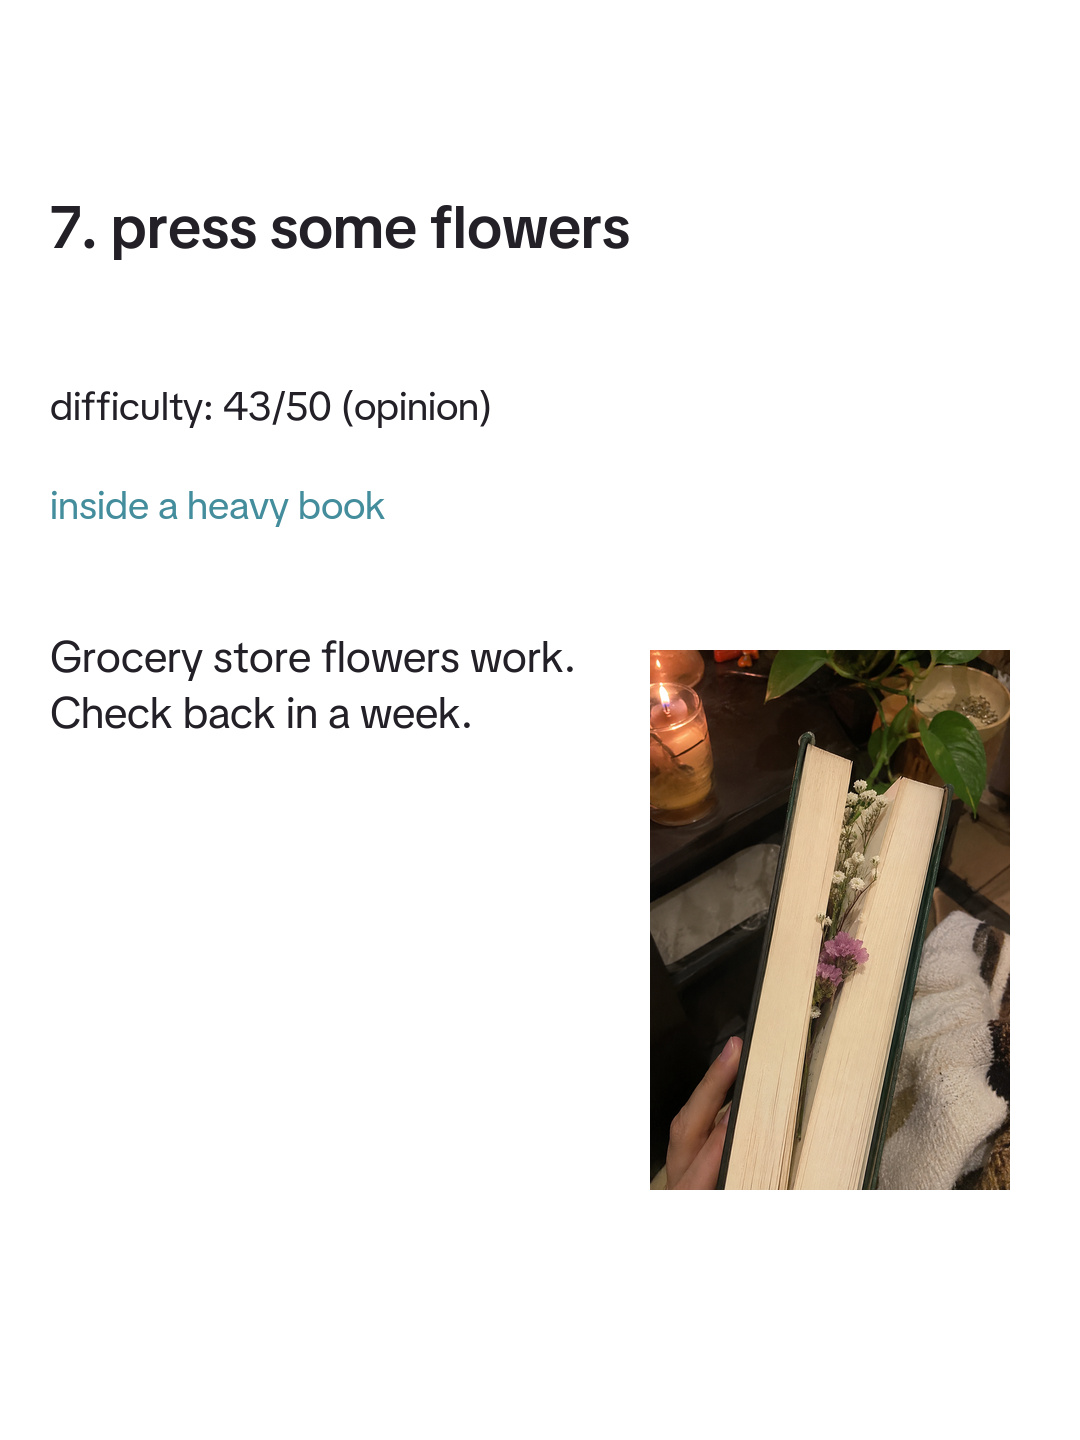 7. press some flowers
difficulty: 43/50 (opinion)
inside a heavy book
Grocery store flowers work.
Check back in a week.